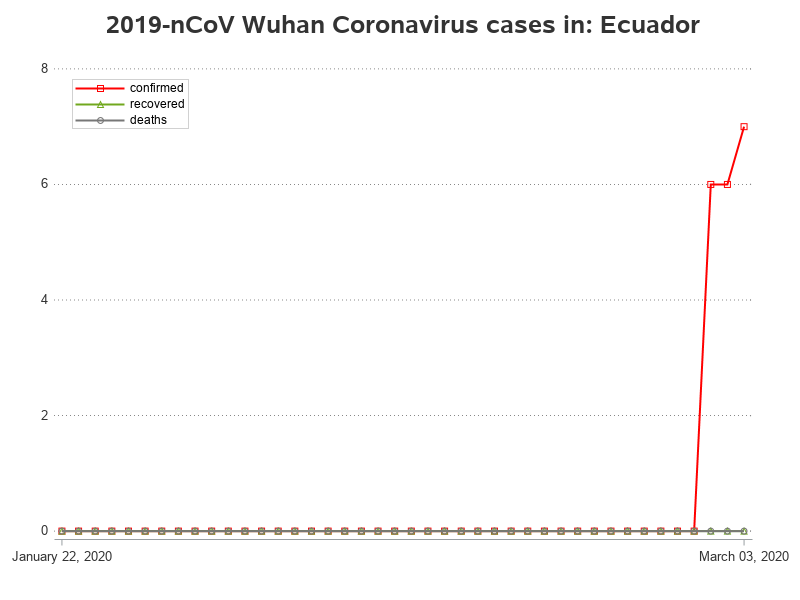 2019-nCoV Wuhan Coronavirus cases in: Ecuador
8
confirmed
recovered
deaths
6
4
2
0
January 22, 2020
March 03, 2020